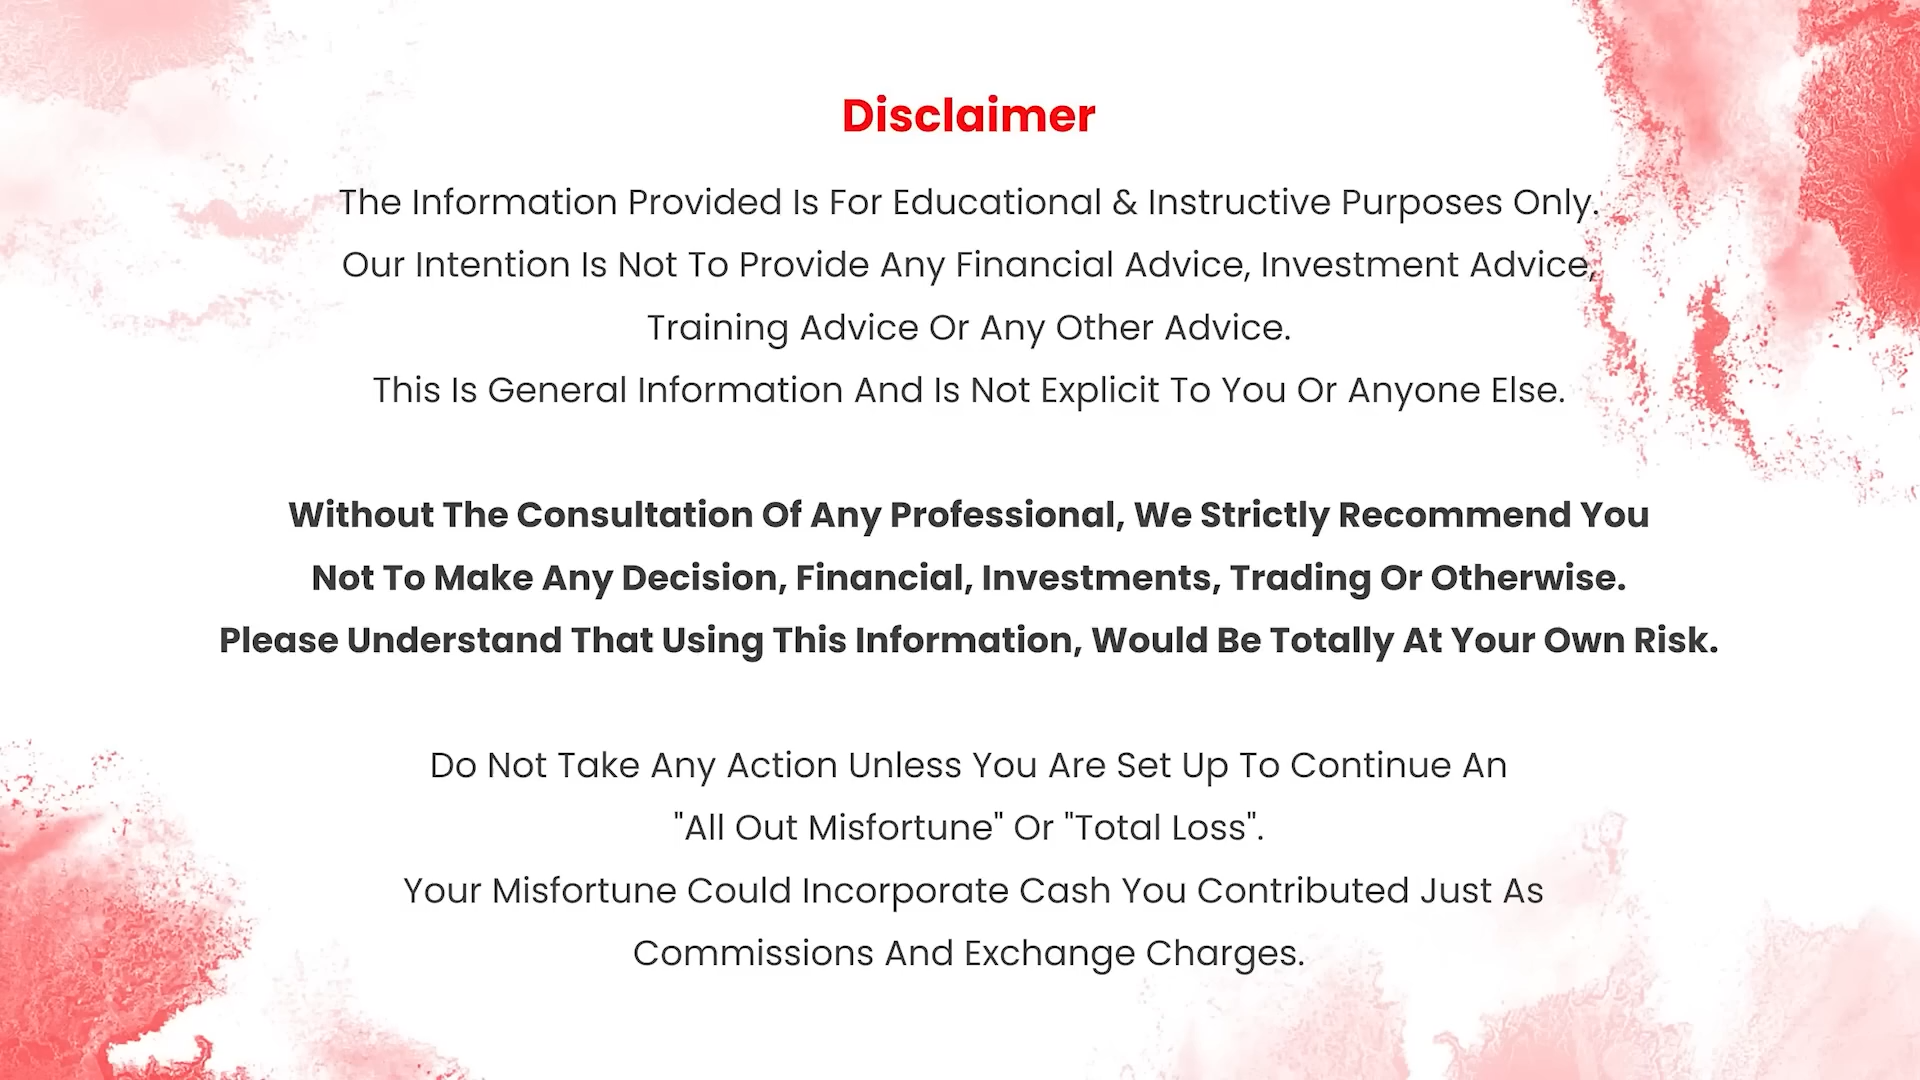 Disclaimer
The Information Provided Is For Educational & Instructive Purposes Only.
Our Intention Is Not To Provide Any Financial Advice, Investment Advice,
Training Advice Or Any Other Advice.
This Is General Information And Is Not Explicit To You Or Anyone Else.
Without The Consultation Of Any Professional, We Strictly Recommend You
Not To Make Any Decision, Financial, Investments, Trading Or Otherwise.
Please Understand That Using This Information, Would Be Totally At Your Own Risk.
Do Not Take Any Action Unless You Are Set Up To Continue An
"All Out Misfortune" Or "Total Loss".
Your Misfortune Could Incorporate Cash You Contributed Just As
Commissions And Exchange Charges.